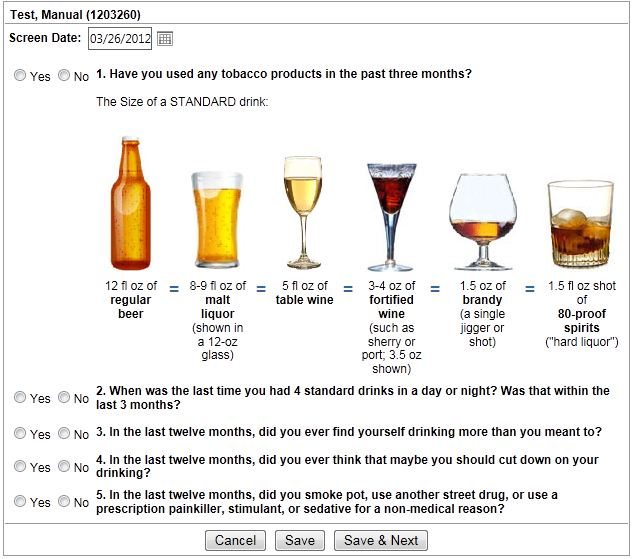 Test, Manual (1203260)
Screen Date: 03/26/2012
Yes No 1. Have you used any tobacco products in the past three months?
The Size of a STANDARD drink:
12 fl oz of regular beer = 8-9 fl oz of malt liquor (shown in a 12-oz glass) = 5 fl oz of table wine = 3-4 oz of fortified wine (such as sherry or port; 3.5 oz shown) = 1.5 oz of brandy (a single jigger or shot) = 1.5 fl oz shot of 80-proof spirits ("hard liquor")
Yes No 2. When was the last time you had 4 standard drinks in a day or night? Was that within the
last 3 months?
Yes No 3. In the last twelve months, did you ever find yourself drinking more than you meant to?
Yes No 4. In the last twelve months, did you ever think that maybe you should cut down on your
drinking?
Yes No 5. In the last twelve months, did you smoke pot, use another street drug, or use a
prescription painkiller, stimulant, or sedative for a non-medical reason?
Cancel Save Save & Next